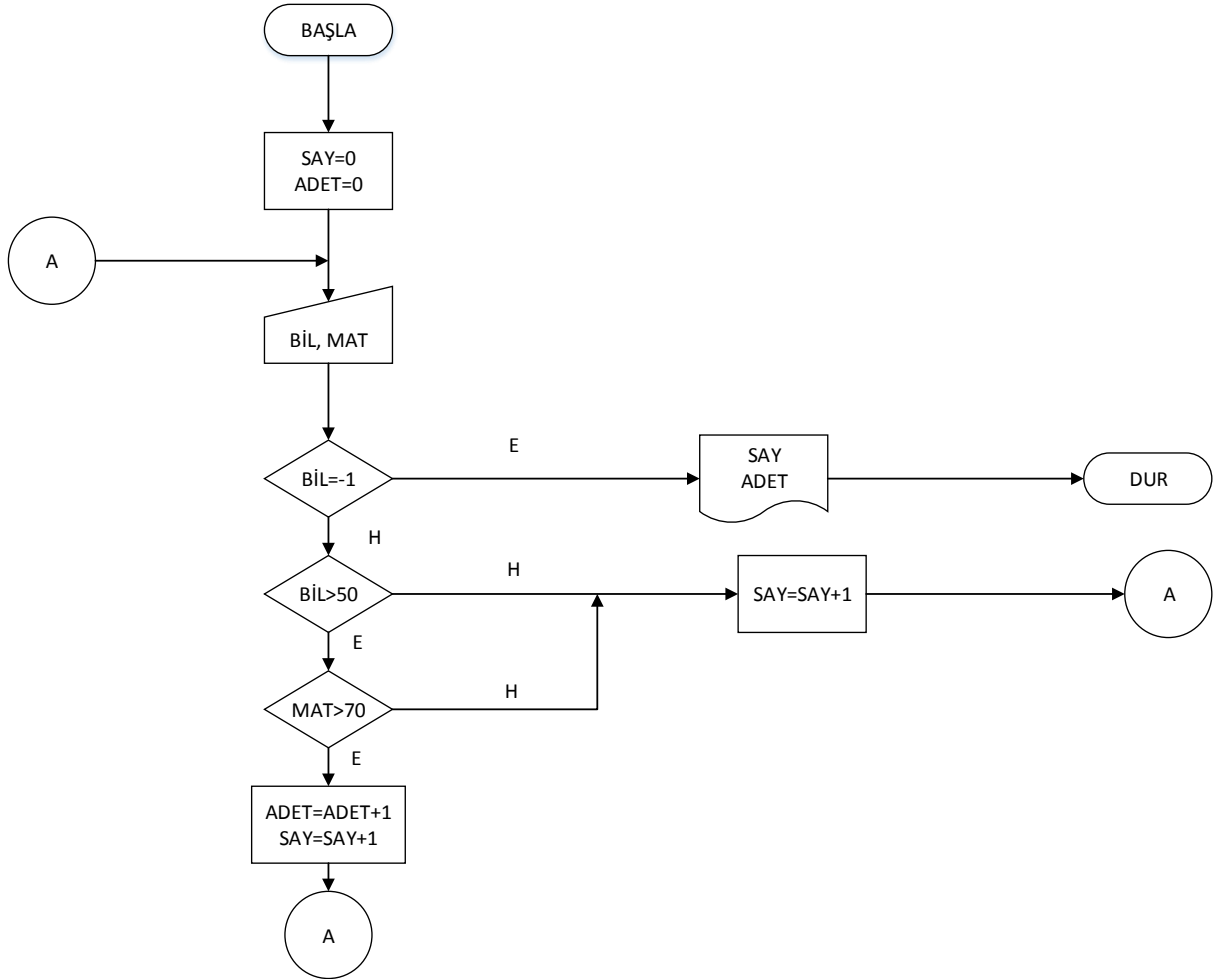 BAŞLA
SAY=0
ADET=0
A
BİL, MAT
BİL=-1
E
SAY
ADET
DUR
H
BİL>50
H
SAY=SAY+1
A
E
MAT>70
H
E
ADET=ADET+1
SAY=SAY+1
A